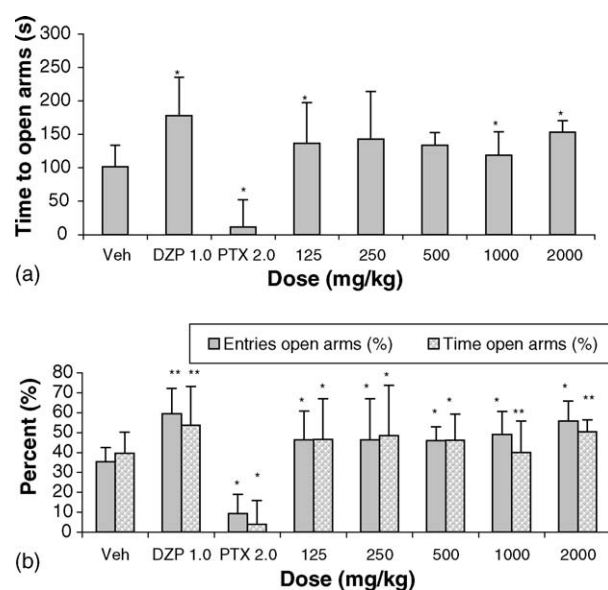 Time to open arms (s)
300
250
200
150
100
50
0
* * * * *
Veh DZP 1.0 PTX 2.0 125 250 500 1000 2000
(a) Dose (mg/kg)
Entries open arms (%) Time open arms (%)
Percent (%)
80
70
60
50
40
30
20
10
0
** ** * * * * * * * * * ** * **
Veh DZP 1.0 PTX 2.0 125 250 500 1000 2000
(b) Dose (mg/kg)